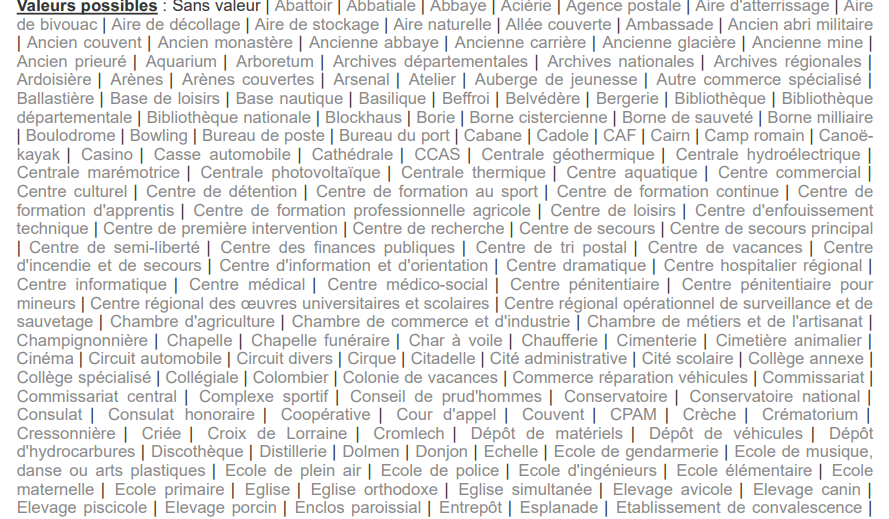 Valeurs possibles : Sans valeur | Abattoir | Abbatiale | Abbaye | Aciérie | Agence postale | Aire d'atterrissage | Aire
de bivouac | Aire de décollage | Aire de stockage | Aire naturelle | Allée couverte | Ambassade | Ancien abri militaire
| Ancien couvent | Ancien monastère | Ancienne abbaye | Ancienne carrière | Ancienne glacière | Ancienne mine |
Ancien prieuré | Aquarium | Arboretum | Archives départementales | Archives nationales | Archives régionales |
Ardoisière | Arènes | Arènes couvertes | Arsenal | Atelier | Auberge de jeunesse | Autre commerce spécialisé |
Ballastière | Base de loisirs | Base nautique | Basilique | Beffroi | Belvédère | Bergerie | Bibliothèque | Bibliothèque
départementale | Bibliothèque nationale | Blockhaus | Borie | Borne cistercienne | Borne de sauveté | Borne milliaire
| Boulodrome | Bowling | Bureau de poste | Bureau du port | Cabane | Cadole | CAF | Cairn | Camp romain | Canoë-
kayak | Casino | Casse automobile | Cathédrale | CCAS | Centrale géothermique | Centrale hydroélectrique |
Centrale marémotrice | Centrale photovoltaïque | Centrale thermique | Centre aquatique | Centre commercial |
Centre culturel | Centre de détention | Centre de formation au sport | Centre de formation continue | Centre de
formation d'apprentis | Centre de formation professionnelle agricole | Centre de loisirs | Centre d'enfouissement
technique | Centre de première intervention | Centre de recherche | Centre de secours | Centre de secours principal
| Centre de semi-liberté | Centre des finances publiques | Centre de tri postal | Centre de vacances | Centre
d'incendie et de secours | Centre d'information et d'orientation | Centre dramatique | Centre hospitalier régional |
Centre informatique | Centre médical | Centre médico-social | Centre pénitentiaire | Centre pénitentiaire pour
mineurs | Centre régional des œuvres universitaires et scolaires | Centre régional opérationnel de surveillance et de
sauvetage | Chambre d'agriculture | Chambre de commerce et d'industrie | Chambre de métiers et de l'artisanat |
Champignonnière | Chapelle | Chapelle funéraire | Char à voile | Chaufferie | Cimenterie | Cimetière animalier |
Cinéma | Circuit automobile | Circuit divers | Cirque | Citadelle | Cité administrative | Cité scolaire | Collège annexe |
Collège spécialisé | Collégiale | Colombier | Colonie de vacances | Commerce réparation véhicules | Commissariat |
Commissariat central | Complexe sportif | Conseil de prud'hommes | Conservatoire | Conservatoire national |
Consulat | Consulat honoraire | Coopérative | Cour d'appel | Couvent | CPAM | Crèche | Crématorium |
Cressonnière | Criée | Croix de Lorraine | Cromlech | Dépôt de matériels | Dépôt de véhicules | Dépôt
d'hydrocarbures | Discothèque | Distillerie | Dolmen | Donjon | Echelle | Ecole de gendarmerie | Ecole de musique,
danse ou arts plastiques | Ecole de plein air | Ecole de police | Ecole d'ingénieurs | Ecole élémentaire | Ecole
maternelle | Ecole primaire | Eglise | Eglise orthodoxe | Eglise simultanée | Elevage avicole | Elevage canin |
Elevage piscicole | Elevage porcin | Enclos paroissial | Entrepôt | Esplanade | Etablissement de convalescence |